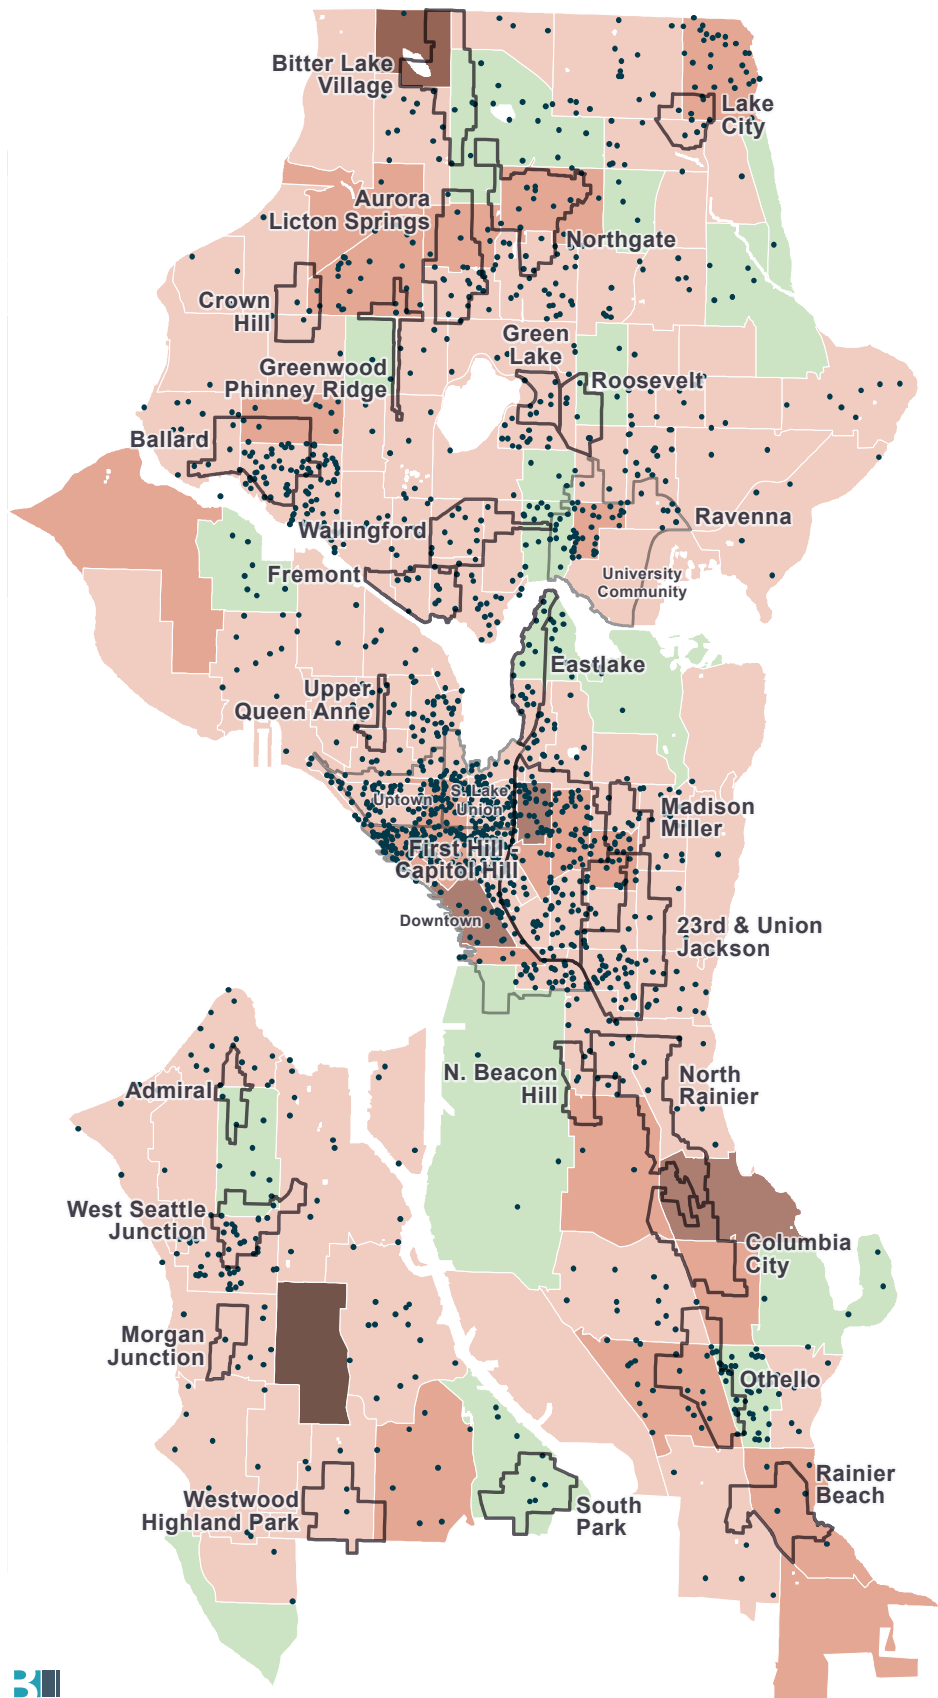 Bitter Lake
Village
Lake
City
Aurora
Licton Springs
Northgate
Crown
Hill
Green
Lake
Greenwood
Phinney Ridge
Roosevelt
Ballard
Wallingford
Ravenna
Fremont
University
Community
Eastlake
Upper
Queen Anne
Uptown
S. Lake
Union
Madison
Miller
First Hill -
Capitol Hill
Downtown
23rd & Union
Jackson
N. Beacon
Hill
North
Rainier
Admiral
West Seattle
Junction
Columbia
City
Morgan
Junction
Othello
Westwood
Highland Park
South
Park
Rainier
Beach